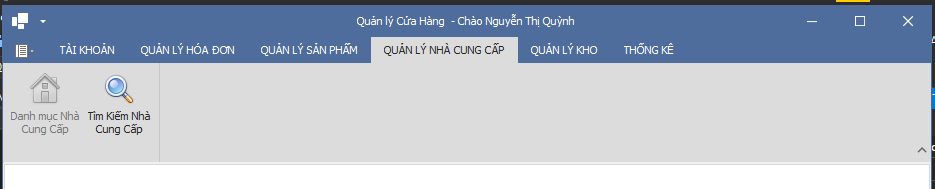 Quản lý Cửa Hàng - Chào Nguyễn Thị Quỳnh
TÀI KHOẢN QUẢN LÝ HÓA ĐƠN QUẢN LÝ SẢN PHẨM QUẢN LÝ NHÀ CUNG CẤP QUẢN LÝ KHO THỐNG KÊ
Danh mục Nhà
Cung Cấp
Tìm Kiếm Nhà
Cung Cấp